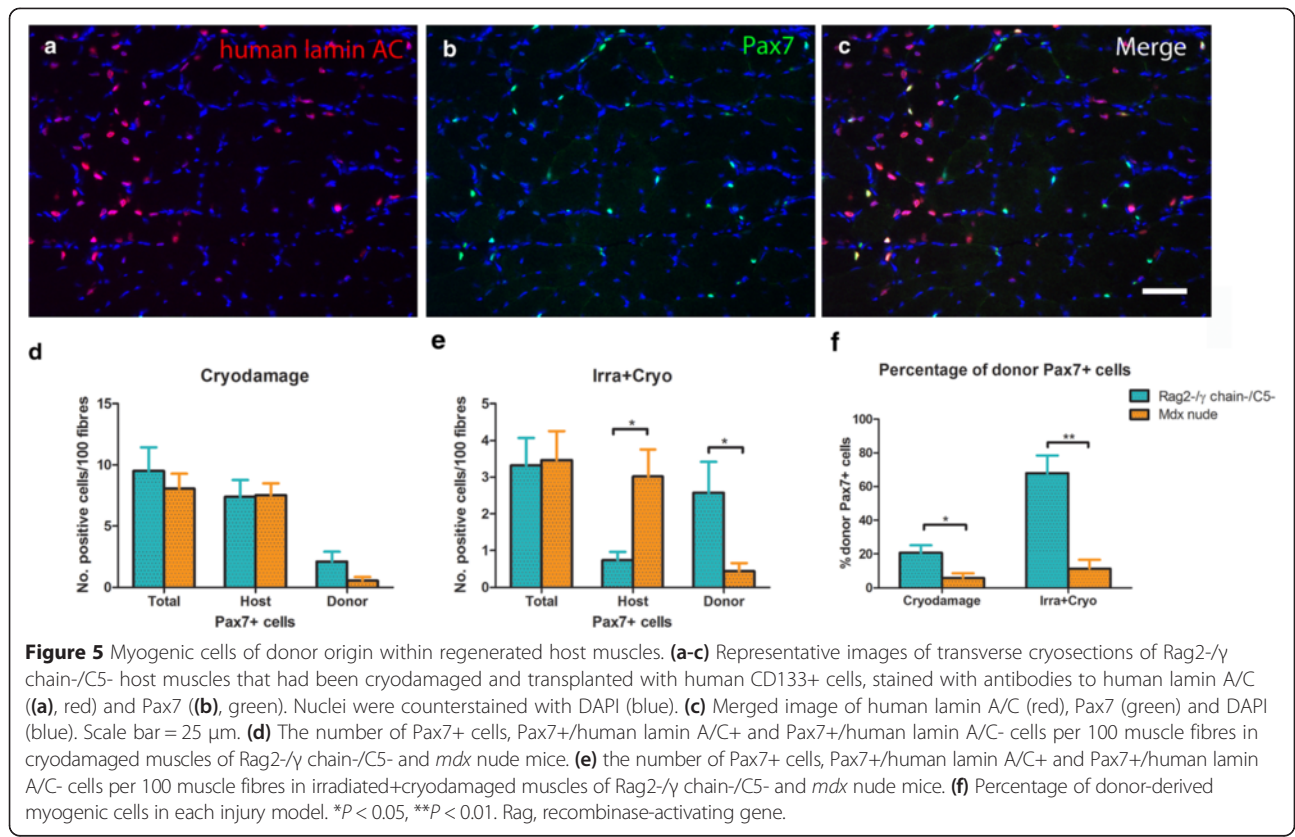 a
human lamin AC
b
Pax7
c
Merge
d
Cryodamage
No. positive cells/100 fibres
15
10
5
0
Total
Host
Donor
Pax7+ cells
e
Irra+Cryo
No. positive cells/100 fibres
5
4
3
2
1
0
*
*
Total
Host
Donor
Pax7+ cells
f
Percentage of donor Pax7+ cells
Rag2-/γ chain-/C5-
Mdx nude
% donor Pax7+ cells
100
80
60
40
20
0
*
**
Cryodamage
Irra+Cryo
Figure 5 Myogenic cells of donor origin within regenerated host muscles. (a-c) Representative images of transverse cryosections of Rag2-/γ
chain-/C5- host muscles that had been cryodamaged and transplanted with human CD133+ cells, stained with antibodies to human lamin A/C
((a), red) and Pax7 ((b), green). Nuclei were counterstained with DAPI (blue). (c) Merged image of human lamin A/C (red), Pax7 (green) and DAPI
(blue). Scale bar = 25 μm. (d) The number of Pax7+ cells, Pax7+/human lamin A/C+ and Pax7+/human lamin A/C- cells per 100 muscle fibres in
cryodamaged muscles of Rag2-/γ chain-/C5- and mdx nude mice. (e) the number of Pax7+ cells, Pax7+/human lamin A/C+ and Pax7+/human lamin
A/C- cells per 100 muscle fibres in irradiated+cryodamaged muscles of Rag2-/γ chain-/C5- and mdx nude mice. (f) Percentage of donor-derived
myogenic cells in each injury model. *P < 0.05, **P < 0.01. Rag, recombinase-activating gene.